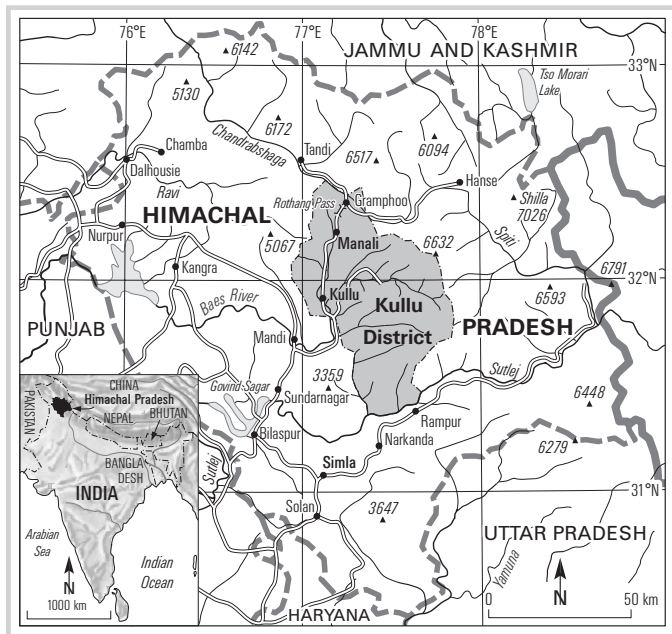 76°E
77°E
78°E
6142
JAMMU AND KASHMIR
33°N
Tso Morari
Lake
5130
6172
Chandrabshaga
Chamba
Tandi
6517
6094
Dalhousie
Hanse
Ravi
Rothang Pass
Gramphoo
Shilla
7026
HIMACHAL
Nurpur
5067
Manali
6632
Spiti
Kangra
32°N
6791
6593
Baes River
Kullu
Kullu
District
PUNJAB
PRADESH
Mandi
Sutlej
Govind Sagar
3359
Sundarnagar
6448
Rampur
Bilaspur
Narkanda
6279
Simla
31°N
Solan
3647
UTTAR PRADESH
Yamuna
HARYANA
N
0 50 km
CHINA
Himachal Pradesh
PAKISTAN
NEPAL
BHUTAN
BANGLA
DESH
Sutlej
INDIA
Arabian
Sea
Indian
Ocean
N
1000 km